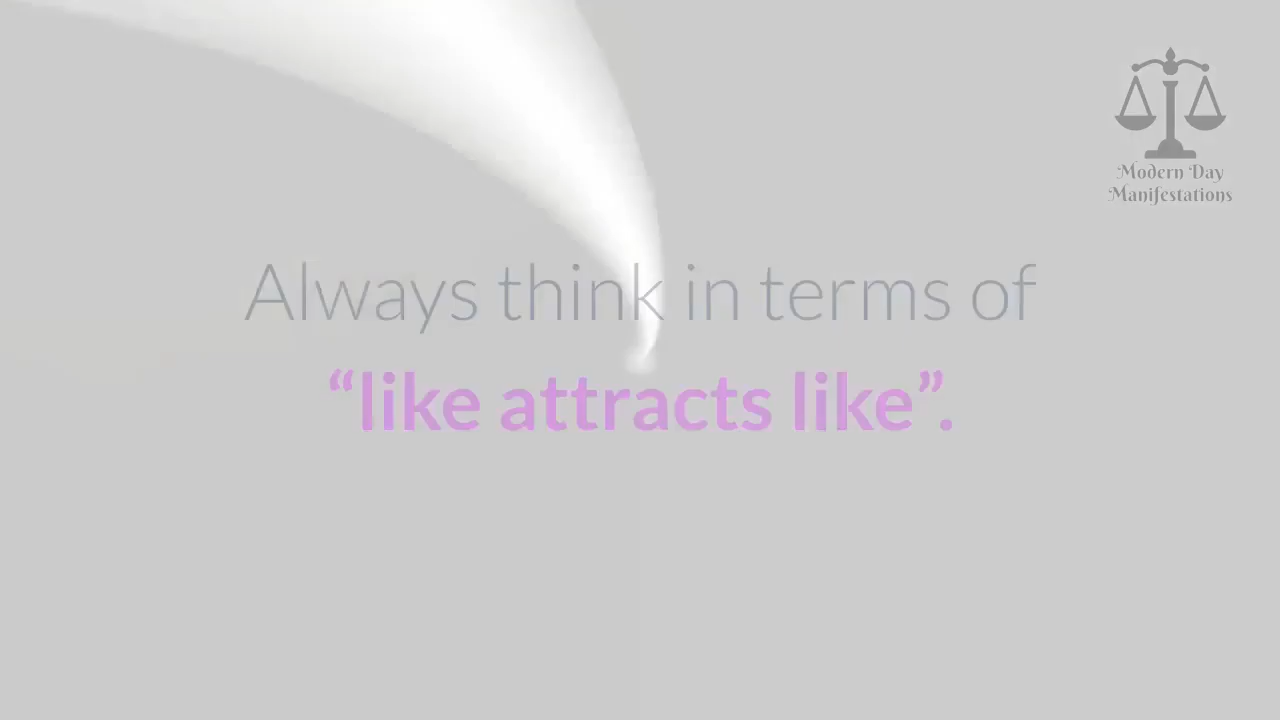 Modern Day
Manifestations
Always think in terms of
“like attracts like”.